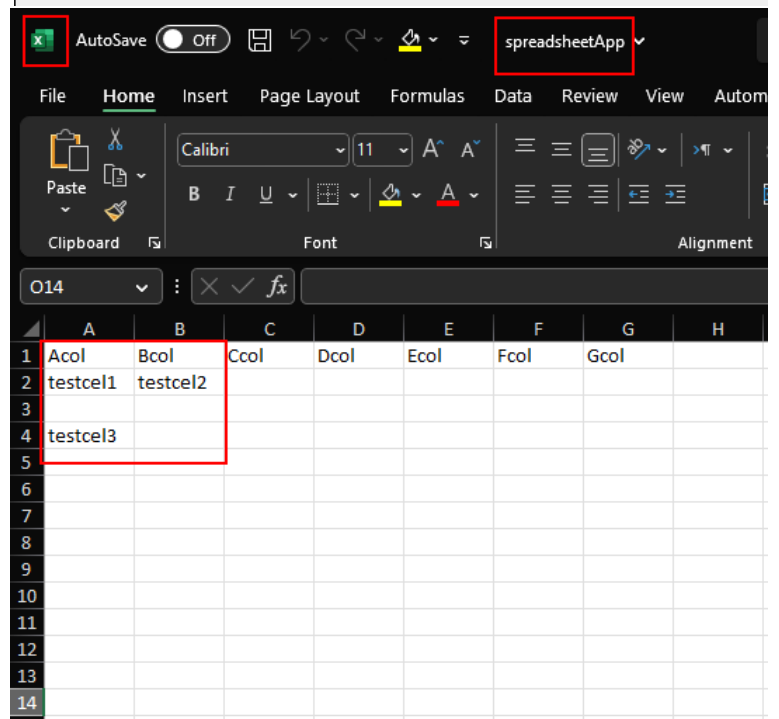 AutoSave Off spreadsheetApp
File Home Insert Page Layout Formulas Data Review View Autom
Paste Calibri 11 A A
B I U A
Clipboard Font Alignment
O14 fx
A B C D E F G H
1 Acol Bcol Ccol Dcol Ecol Fcol Gcol
2 testcel1 testcel2
3
4 testcel3
5
6
7
8
9
10
11
12
13
14